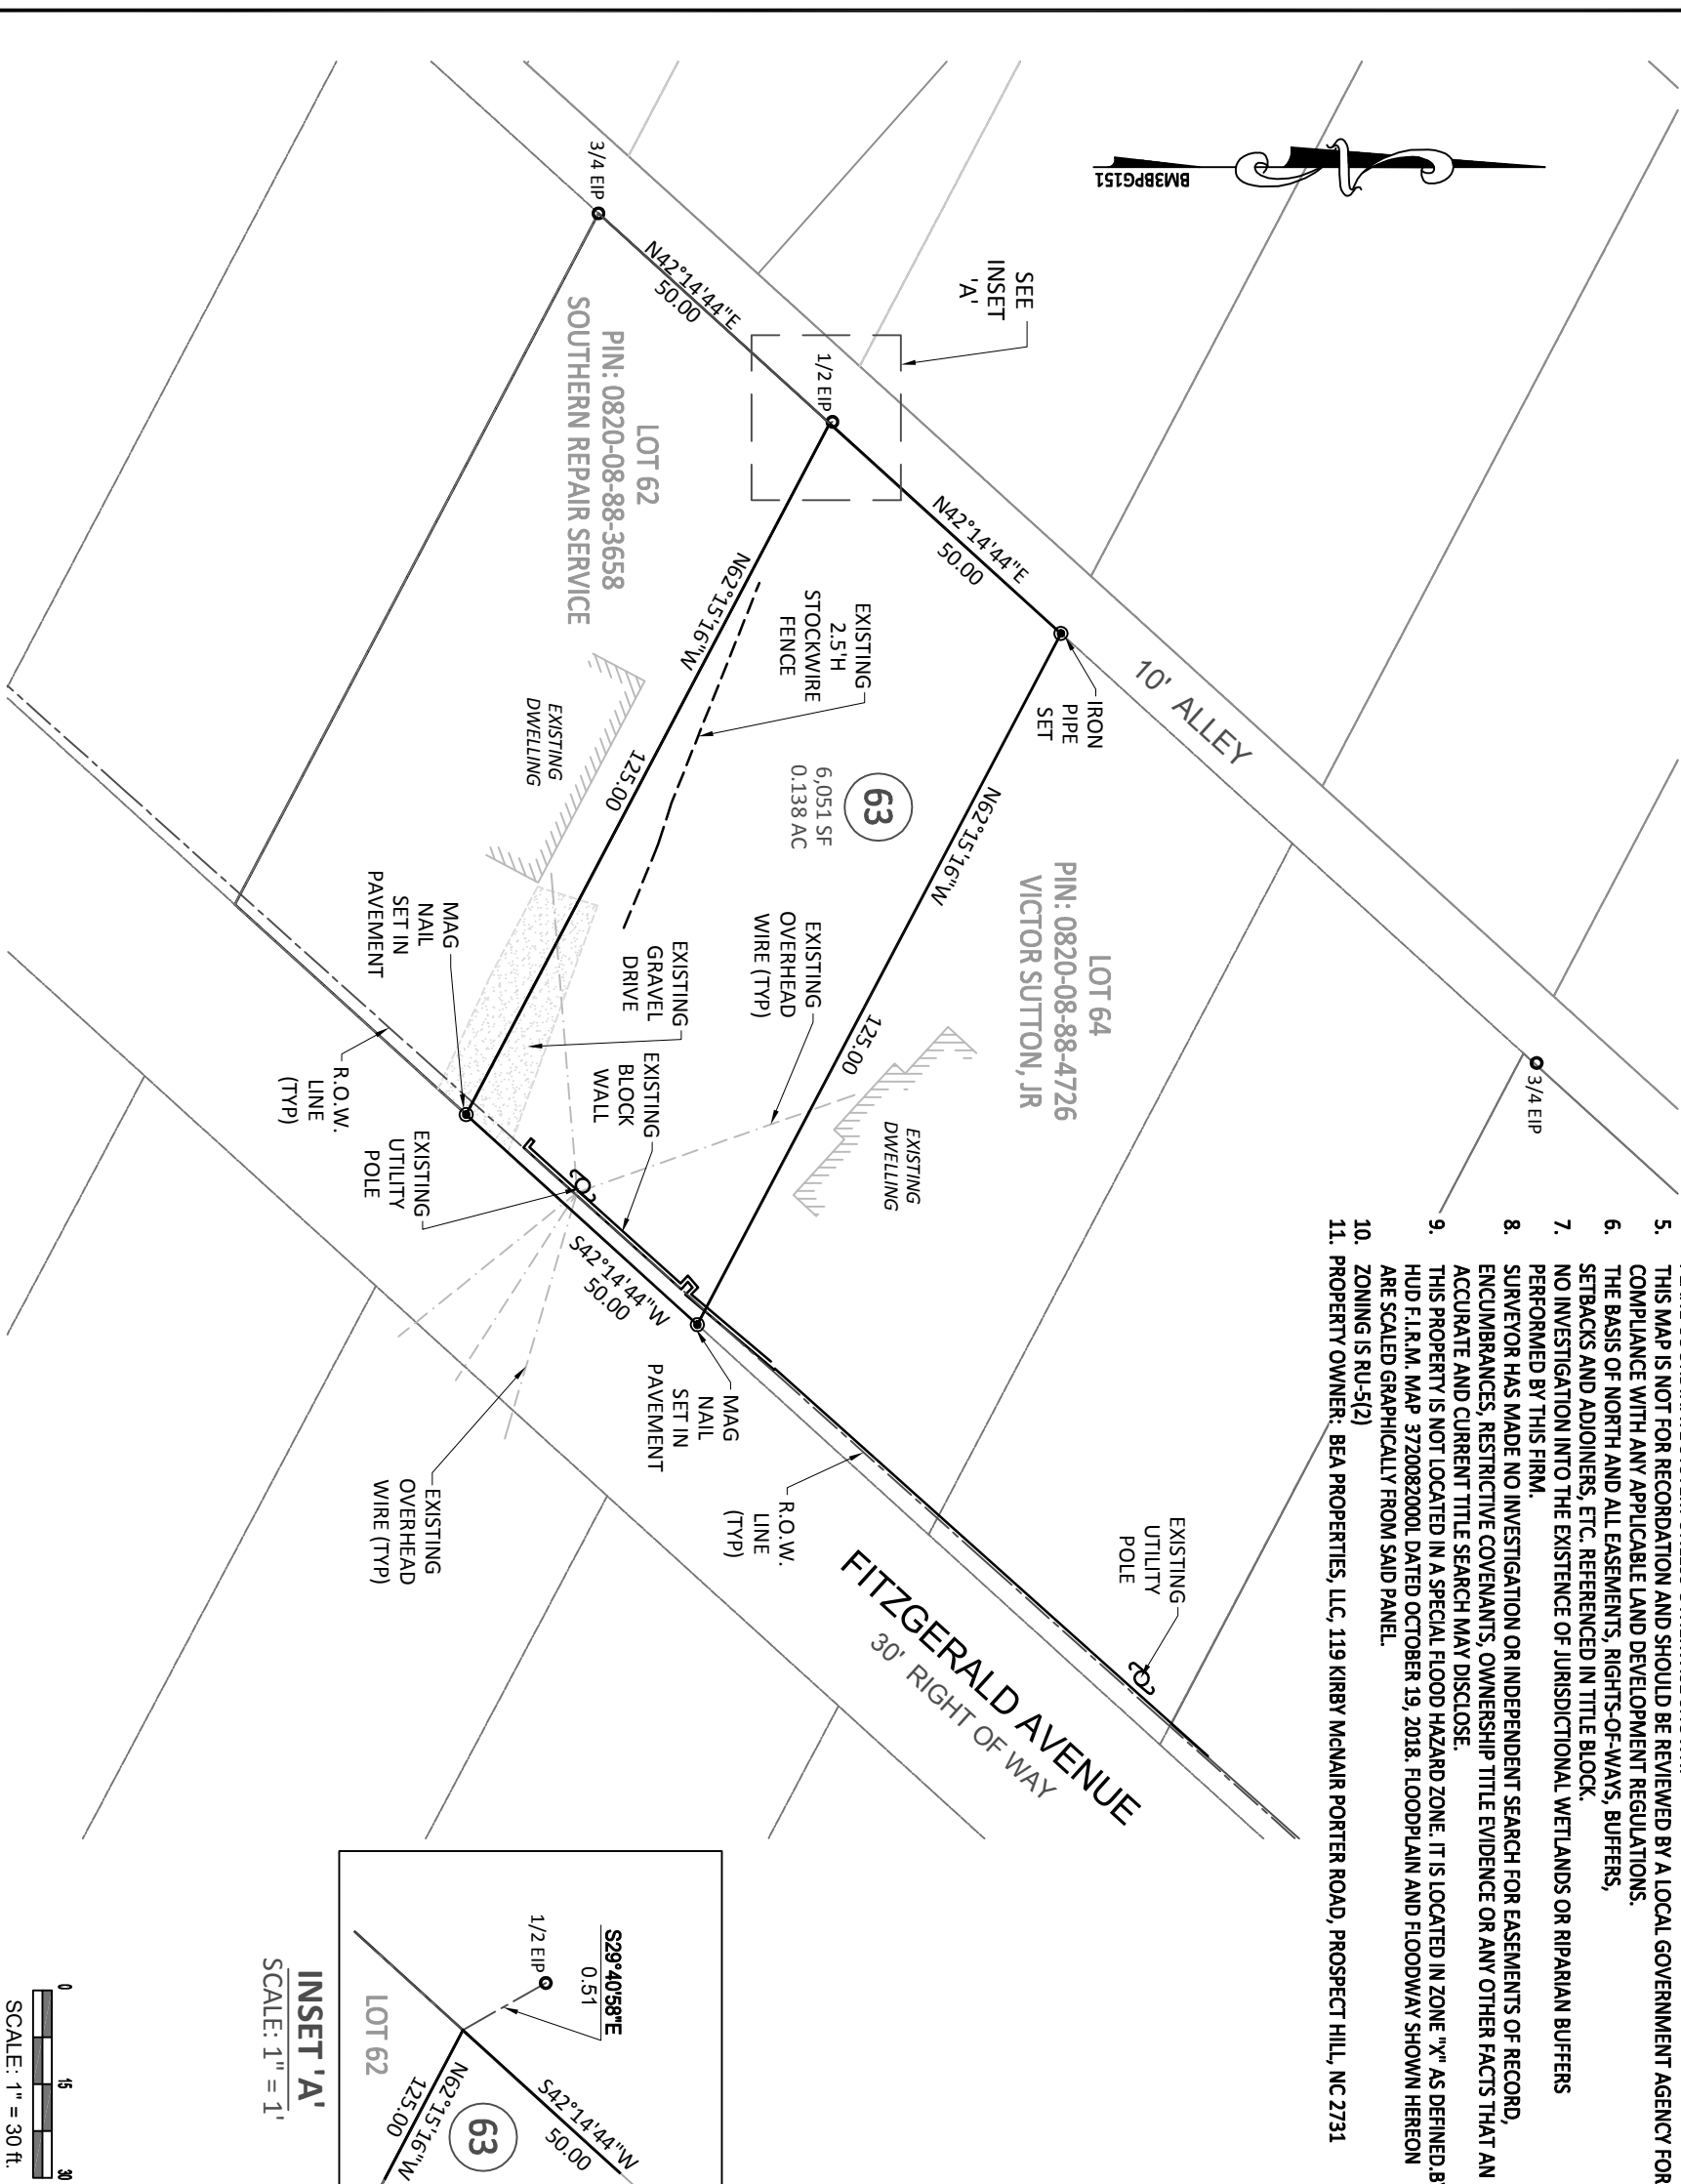 5. THIS MAP IS NOT FOR RECORDATION AND SHOULD BE REVIEWED BY A LOCAL GOVERNMENT AGENCY FOR
COMPLIANCE WITH ANY APPLICABLE LAND DEVELOPMENT REGULATIONS.
6. THE BASIS OF NORTH AND ALL EASEMENTS, RIGHTS-OF-WAYS, BUFFERS,
SETBACKS AND ADJOINERS, ETC. REFERENCED IN TITLE BLOCK.
7. NO INVESTIGATION INTO THE EXISTENCE OF JURISDICTIONAL WETLANDS OR RIPARIAN BUFFERS
PERFORMED BY THIS FIRM.
8. SURVEYOR HAS MADE NO INVESTIGATION OR INDEPENDENT SEARCH FOR EASEMENTS OF RECORD,
ENCUMBRANCES, RESTRICTIVE COVENANTS, OWNERSHIP TITLE EVIDENCE OR ANY OTHER FACTS THAT AN
ACCURATE AND CURRENT TITLE SEARCH MAY DISCLOSE.
9. THIS PROPERTY IS NOT LOCATED IN A SPECIAL FLOOD HAZARD ZONE. IT IS LOCATED IN ZONE "X" AS DEFINED.BY
HUD F.I.R.M. MAP 3720082000L DATED OCTOBER 19, 2018. FLOODPLAIN AND FLOODWAY SHOWN HEREON
ARE SCALED GRAPHICALLY FROM SAID PANEL.
10. ZONING IS RU-5(2)
11. PROPERTY OWNER: BEA PROPERTIES, LLC, 119 KIRBY McNAIR PORTER ROAD, PROSPECT HILL, NC 2731
BM3BPG151
SEE
INSET
'A'
3/4 EIP
N42°14'44"E
50.00
1/2 EIP
N42°14'44"E
50.00
IRON
PIPE
SET
10' ALLEY
3/4 EIP
LOT 62
PIN: 0820-08-88-3658
SOUTHERN REPAIR SERVICE
N62°15'16"W
125.00
EXISTING
2.5'H
STOCKWIRE
FENCE
63
6,051 SF
0.138 AC
N62°15'16"W
125.00
LOT 64
PIN: 0820-08-88-4726
VICTOR SUTTON, JR
EXISTING
DWELLING
EXISTING
DWELLING
EXISTING
OVERHEAD
WIRE (TYP)
EXISTING
GRAVEL
DRIVE
MAG
NAIL
SET IN
PAVEMENT
EXISTING
BLOCK
WALL
R.O.W.
LINE
(TYP)
EXISTING
UTILITY
POLE
S42°14'44"W
50.00
MAG
NAIL
SET IN
PAVEMENT
EXISTING
OVERHEAD
WIRE (TYP)
R.O.W.
LINE
(TYP)
EXISTING
UTILITY
POLE
FITZGERALD AVENUE
30' RIGHT OF WAY
S29°40'58"E
0.51
1/2 EIP
LOT 62
S42°14'44"W
50.00
63
N62°15'16"W
125.00
INSET 'A'
SCALE: 1" = 1'
0 15 30
SCALE: 1" = 30 ft.